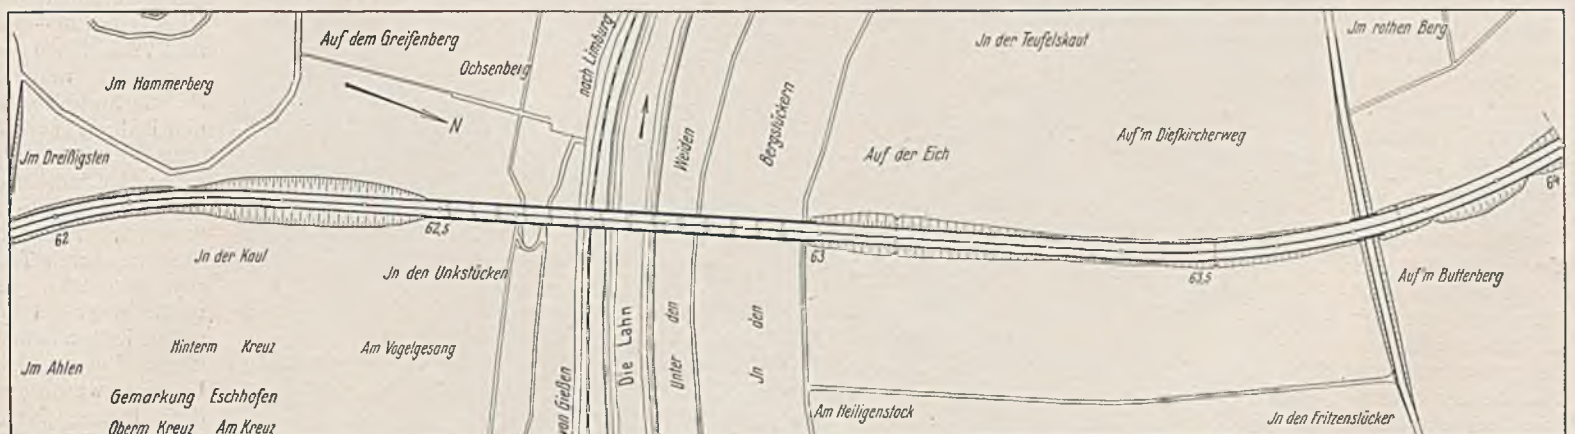 Auf dem Greifenberg
Jn der Teufelskaut
Jm rothen Berg
nach Limburg
Ochsenberg
Jm Hammerberg
N
Weiden
Bergstückern
Auf'm Diefkircherweg
Auf der Eich
Jm Dreißigsten
64
62
62,5
63
63,5
Jn der Kaul
Jn den Unkstücken
Auf'm Butterberg
Die Lahn
Unter den
Jn den
Hinterm Kreuz
Am Vogelgesang
Jm Ahlen
von Gießen
Gemarkung Eschhofen
Am Heiligenstock
Jn den Fritzenstücker
Oberm Kreuz Am Kreuz